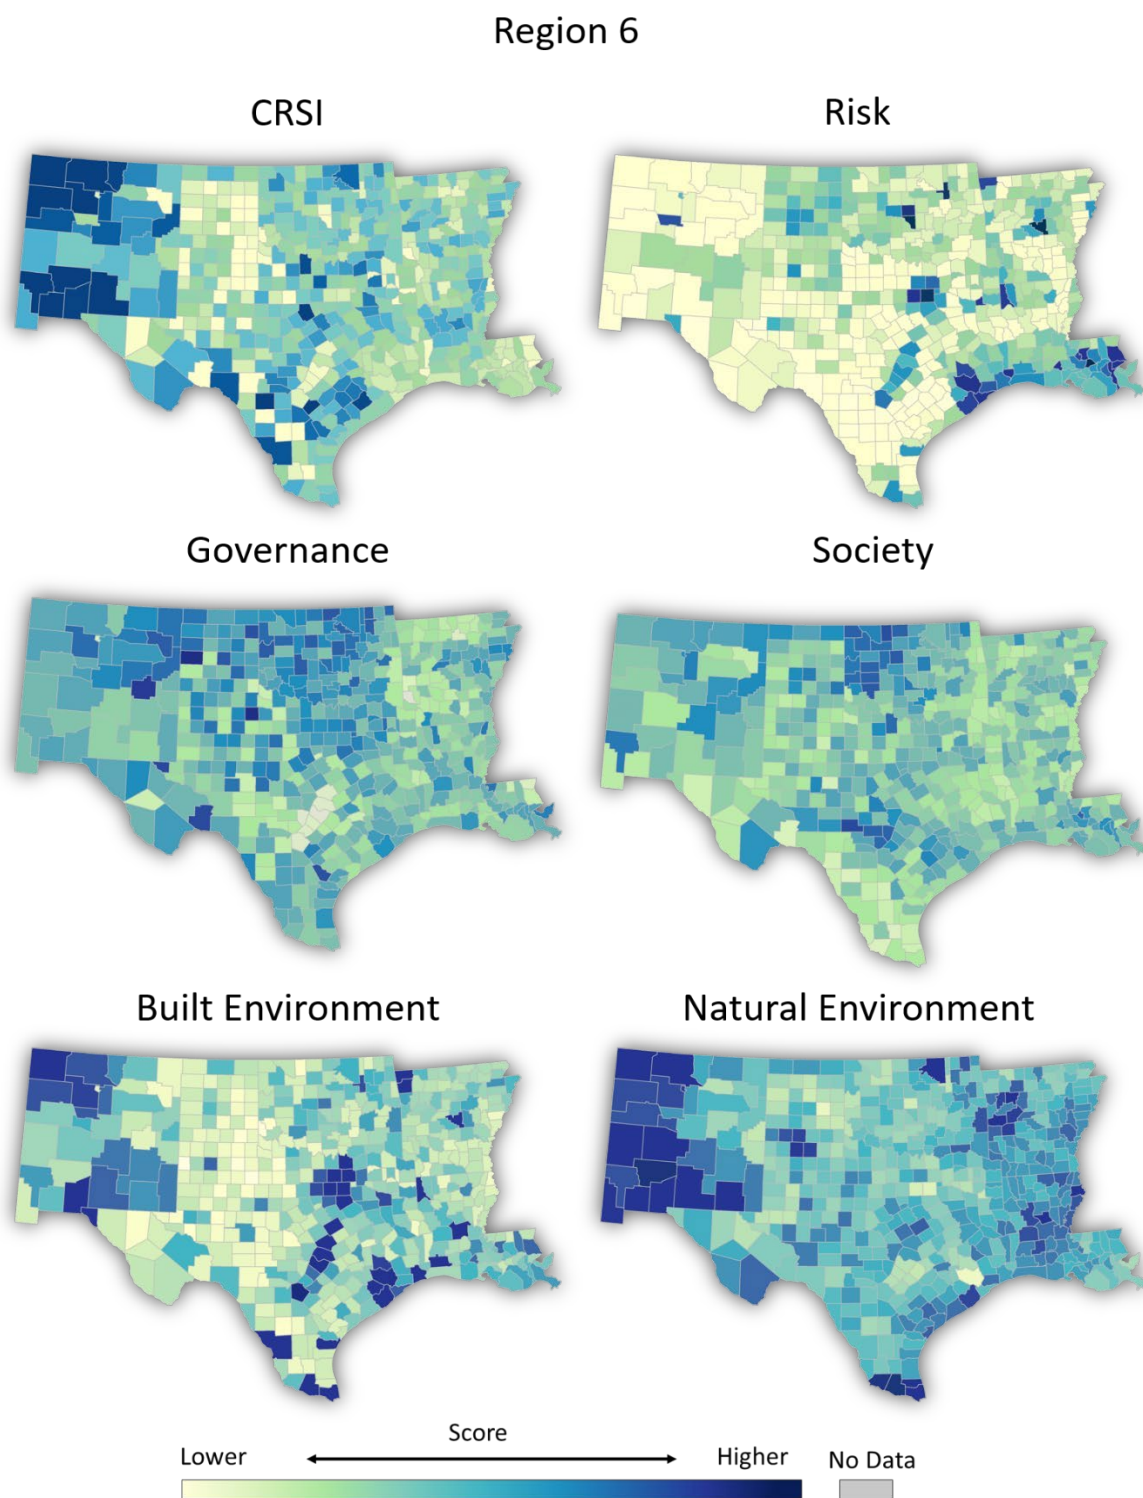 Region 6
CRSI
Risk
Governance
Society
Built Environment
Natural Environment
Score
Lower
Higher
No Data